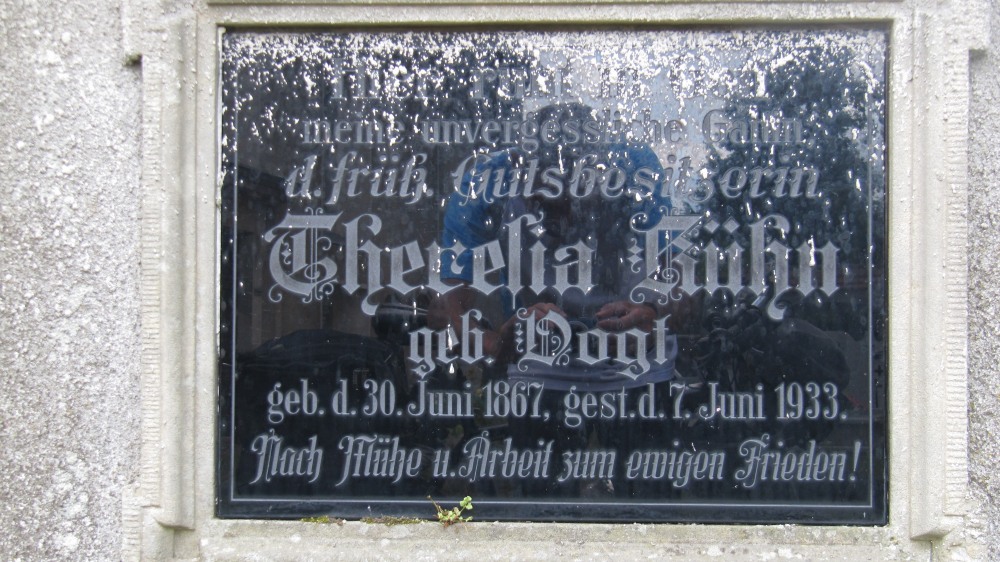 meine unvergessliche Gattin
d. früh. Gutsbesitzerin
Theresia Kühn
geb. Vogt
geb. d. 30. Juni 1867, gest. d. 7. Juni 1933.
Nach Mühe u. Arbeit zum ewigen Frieden!